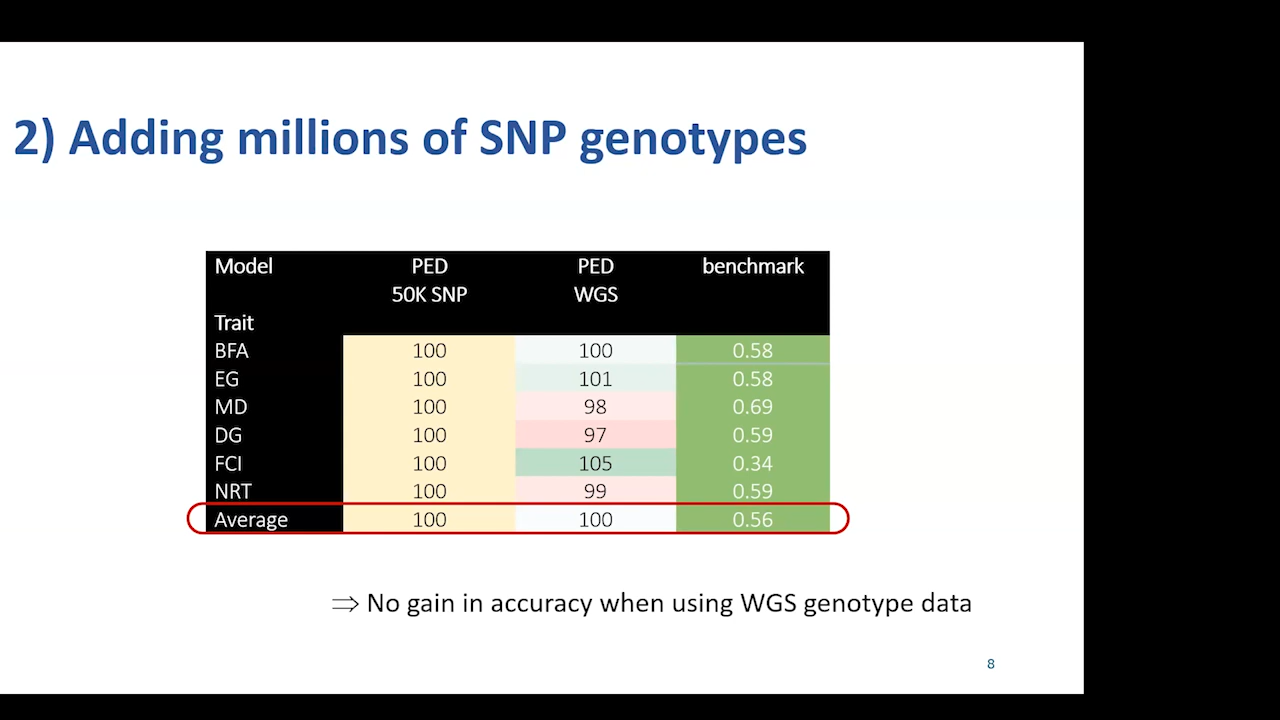 2) Adding millions of SNP genotypes
Model PED PED benchmark
50K SNP WGS
Trait
BFA 100 100 0.58
EG 100 101 0.58
MD 100 98 0.69
DG 100 97 0.59
FCI 100 105 0.34
NRT 100 99 0.59
Average 100 100 0.56
⇒ No gain in accuracy when using WGS genotype data
8